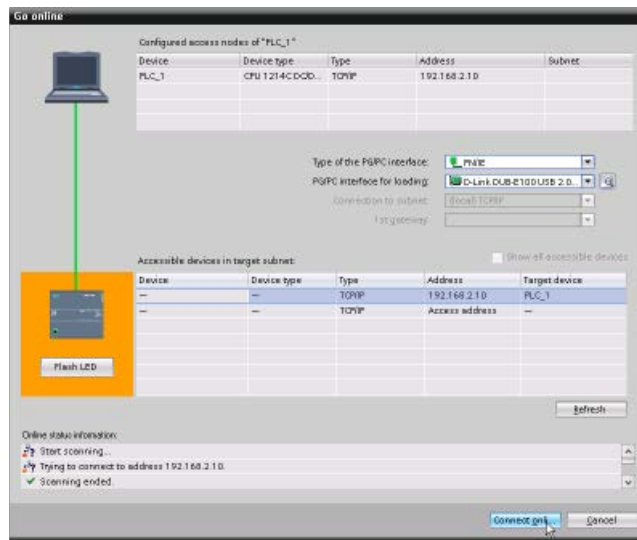 Go online
Configured access nodes of "PLC_1"
Device Device type Type Address Subnet
PLC_1 CPU 1214C DC/D... TCP/IP 192.168.2.10
Type of the PG/PC interface: PN/IE
PG/PC interface for loading: D-Link DUB-E100 USB 2.0...
Connection to subnet: (local) TCP/IP
1st gateway:
Accessible devices in target subnet: Show all accessible devices
Device Device type Type Address Target device
— — TCP/IP 192.168.2.10 PLC_1
— — TCP/IP Access address —
Flash LED
Refresh
Online status information:
Start scanning...
Trying to connect to address 192.168.2.10.
Scanning ended.
Connect onli... Cancel